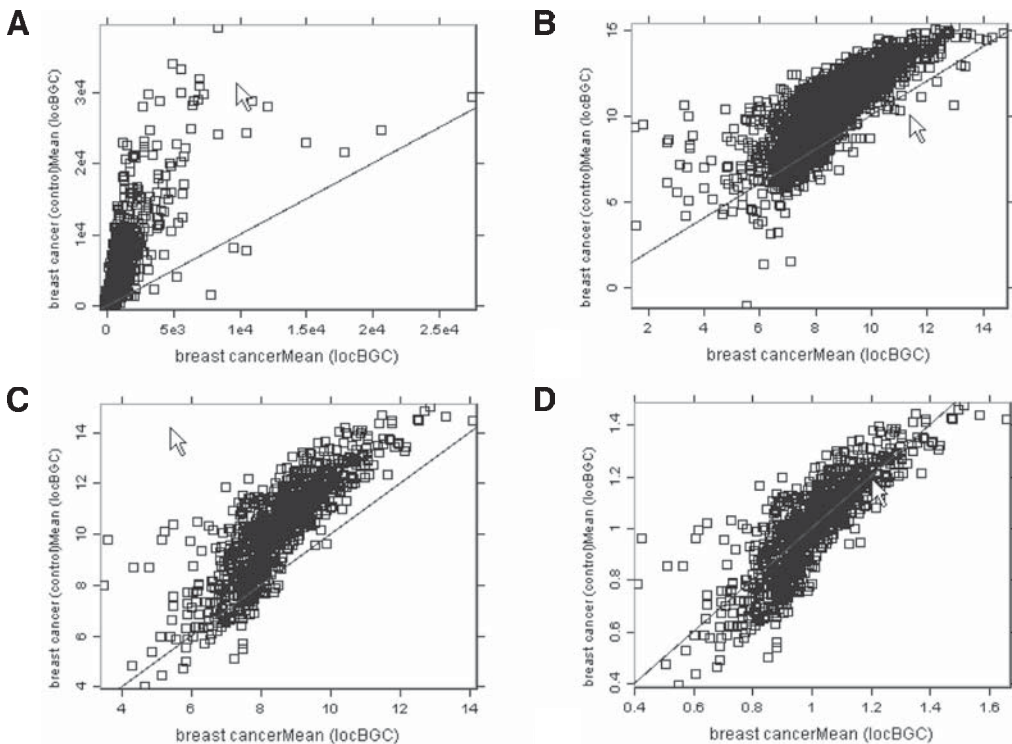 A
breast cancer (control)Mean (locBGC)
3e4
2e4
1e4
0
0 5e3 1e4 1.5e4 2e4 2.5e4
breast cancerMean (locBGC)
B
breast cancer (control)Mean (locBGC)
15
10
5
0
2 4 6 8 10 12 14
breast cancerMean (locBGC)
C
breast cancer (control)Mean (locBGC)
14
12
10
8
6
4
4 6 8 10 12 14
breast cancerMean (locBGC)
D
breast cancer (control)Mean (locBGC)
1.4
1.2
1
0.8
0.6
0.4
0.4 0.6 0.8 1 1.2 1.4 1.6
breast cancerMean (locBGC)